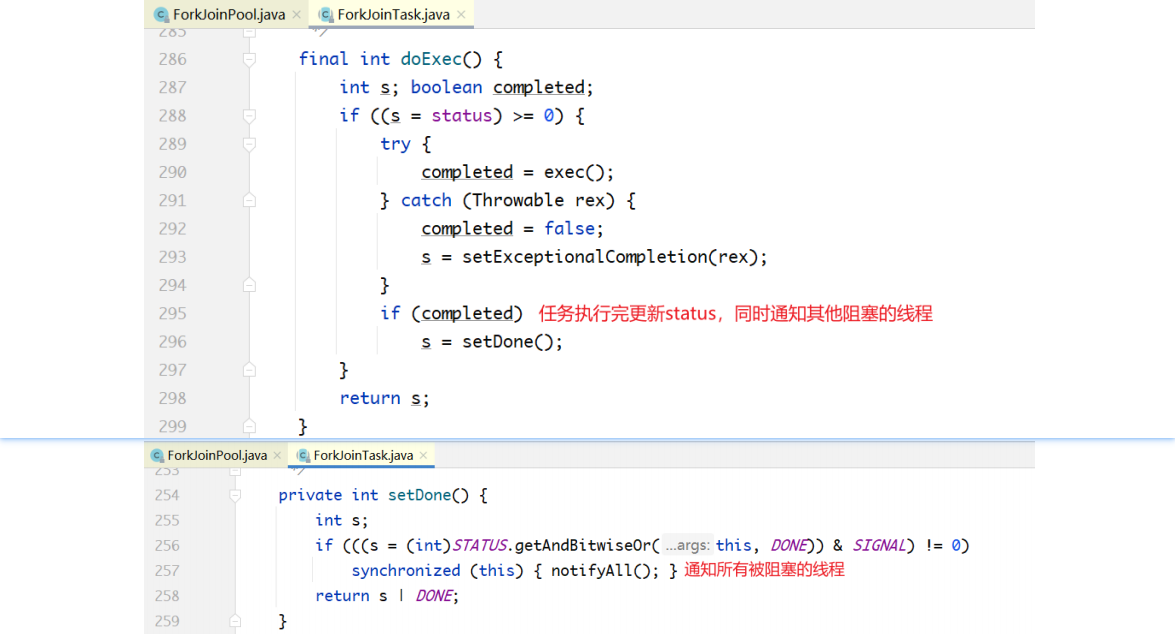 ForkJoinPool.java × ForkJoinTask.java ×
285 */
286 final int doExec() {
287 int s; boolean completed;
288 if ((s = status) >= 0) {
289 try {
290 completed = exec();
291 } catch (Throwable rex) {
292 completed = false;
293 s = setExceptionalCompletion(rex);
294 }
295 if (completed) 任务执行完更新status，同时通知其他阻塞的线程
296 s = setDone();
297 }
298 return s;
299 }
ForkJoinPool.java × ForkJoinTask.java ×
253 */
254 private int setDone() {
255 int s;
256 if (((s = (int)STATUS.getAndBitwiseOr( ...args: this, DONE)) & SIGNAL) != 0)
257 synchronized (this) { notifyAll(); } 通知所有被阻塞的线程
258 return s | DONE;
259 }